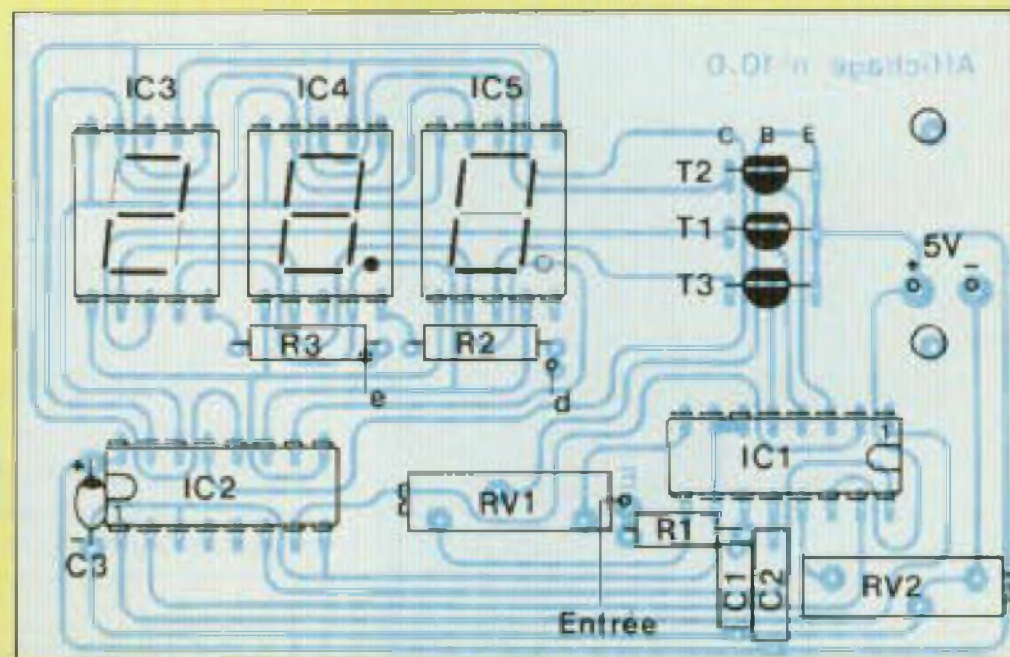 Affichage n 10.0
IC3 IC4 IC5
C B E
T2
T1
5V
+ -
T3
R3 R2
e d
1
IC1
+
IC2
RV1
1
R1
C3
C1 C2
RV2
Entrée